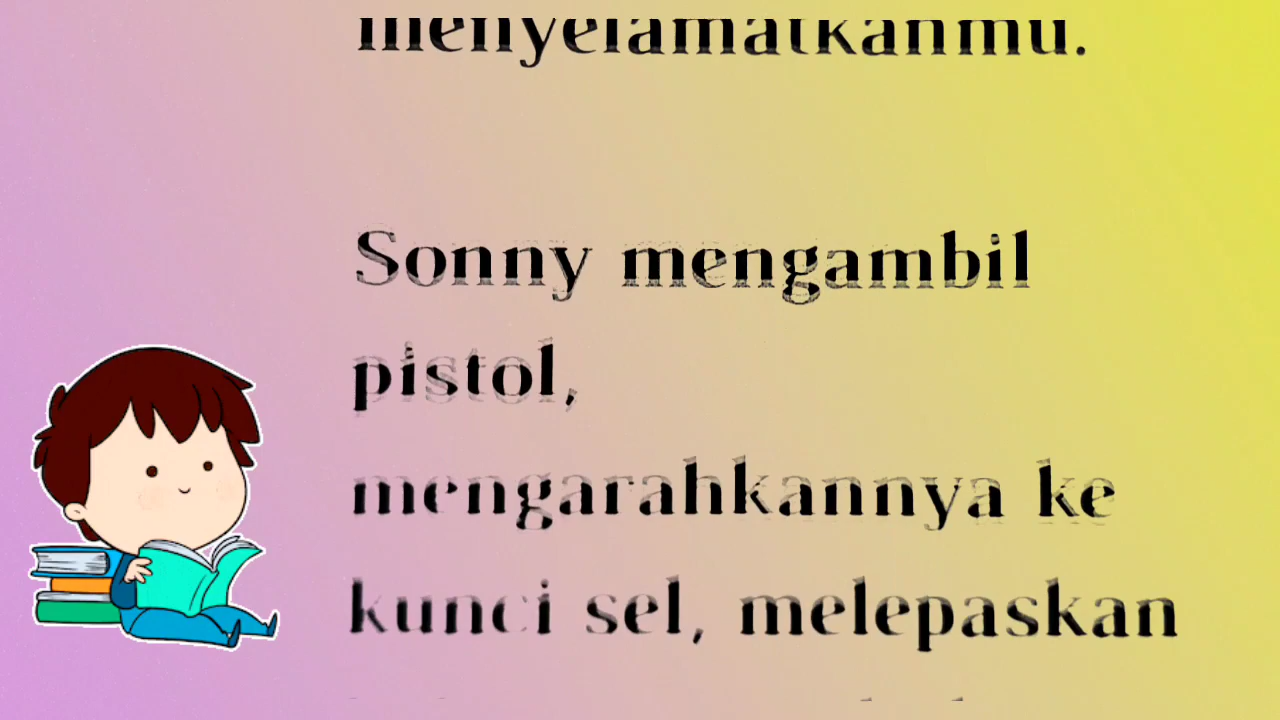 menyelamatkanmu.
Sonny mengambil
pistol,
mengarahkannya ke
kunci sel, melepaskan